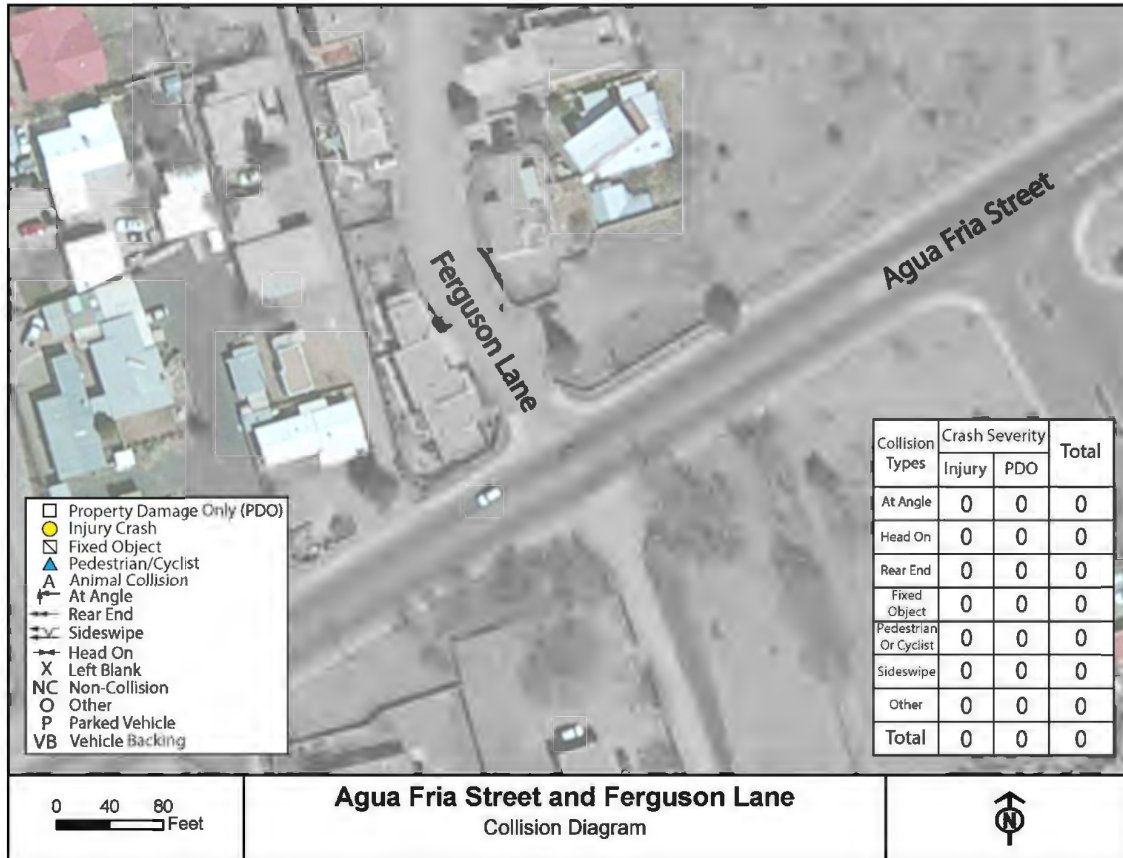 Agua Fria Street
Ferguson Lane
Property Damage Only (PDO)
Injury Crash
Fixed Object
Pedestrian/Cyclist
A Animal Collision
At Angle
Rear End
Sideswipe
Head On
X Left Blank
NC Non-Collision
O Other
P Parked Vehicle
VB Vehicle Backing
Collision Types Crash Severity Total
Injury PDO
At Angle 0 0 0
Head On 0 0 0
Rear End 0 0 0
Fixed Object 0 0 0
Pedestrian Or Cyclist 0 0 0
Sideswipe 0 0 0
Other 0 0 0
Total 0 0 0
0 40 80
Feet
Agua Fria Street and Ferguson Lane
Collision Diagram
N